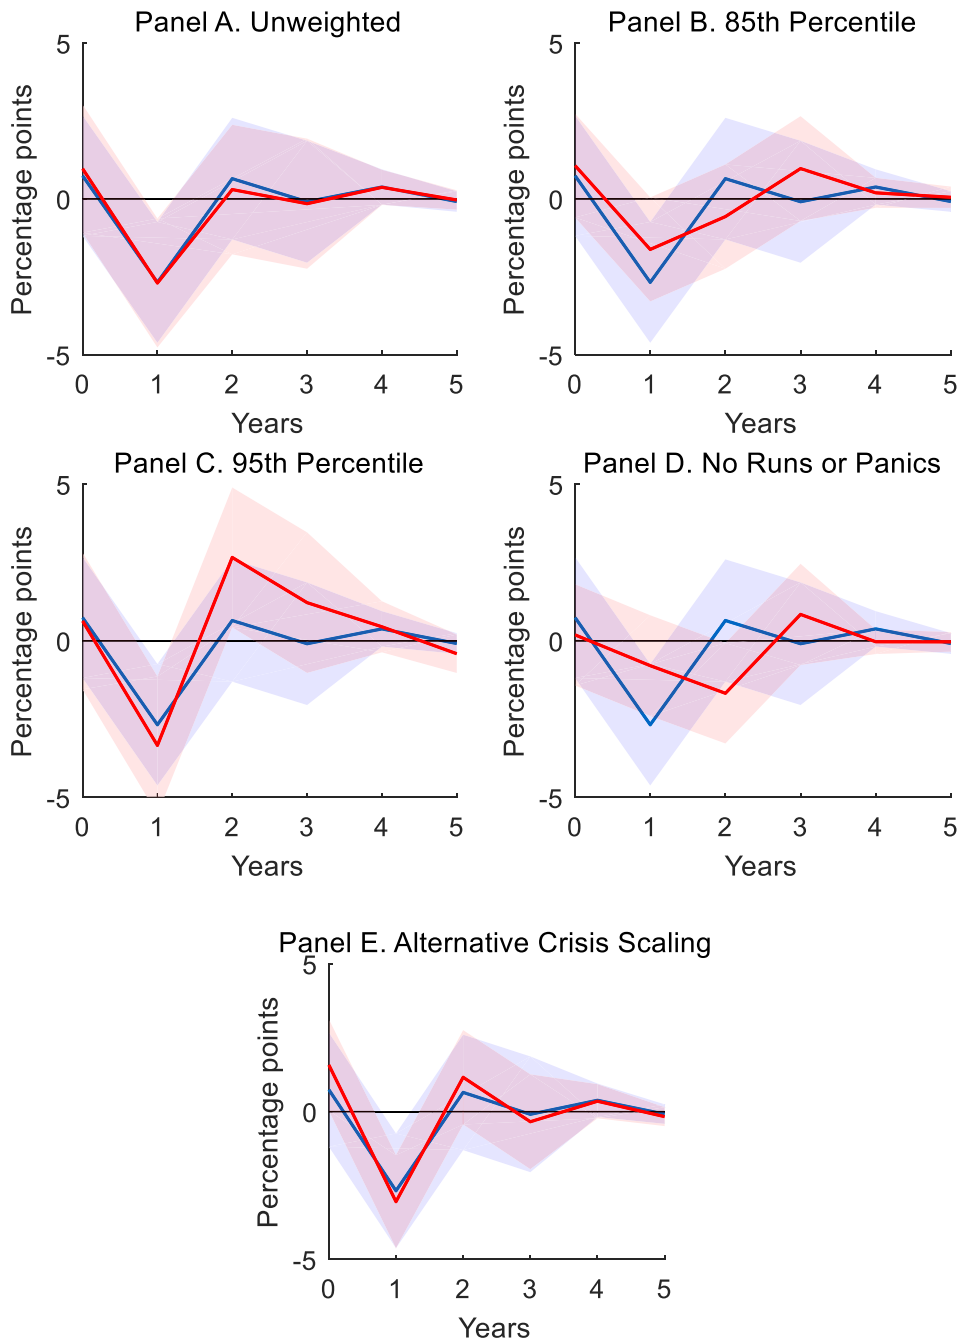 Panel A. Unweighted
5
0
-5
Percentage points
0 1 2 3 4 5
Years
Panel B. 85th Percentile
5
0
-5
Percentage points
0 1 2 3 4 5
Years
Panel C. 95th Percentile
5
0
-5
Percentage points
0 1 2 3 4 5
Years
Panel D. No Runs or Panics
5
0
-5
Percentage points
0 1 2 3 4 5
Years
Panel E. Alternative Crisis Scaling
5
0
-5
Percentage points
0 1 2 3 4 5
Years